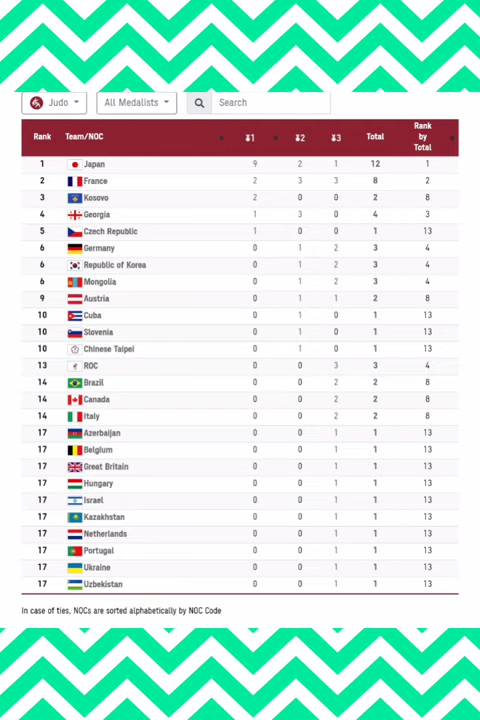 Judo All Medalists Search
Rank Team/NOC 1 2 3 Total Rank by Total
1 Japan 9 2 1 12 1
2 France 2 3 3 8 2
3 Kosovo 2 0 0 2 8
4 Georgia 1 3 0 4 3
5 Czech Republic 1 0 0 1 13
6 Germany 0 1 2 3 4
6 Republic of Korea 0 1 2 3 4
6 Mongolia 0 1 2 3 4
9 Austria 0 1 1 2 8
10 Cuba 0 1 0 1 13
10 Slovenia 0 1 0 1 13
10 Chinese Taipei 0 1 0 1 13
13 ROC 0 0 3 3 4
14 Brazil 0 0 2 2 8
14 Canada 0 0 2 2 8
14 Italy 0 0 2 2 8
17 Azerbaijan 0 0 1 1 13
17 Belgium 0 0 1 1 13
17 Great Britain 0 0 1 1 13
17 Hungary 0 0 1 1 13
17 Israel 0 0 1 1 13
17 Kazakhstan 0 0 1 1 13
17 Netherlands 0 0 1 1 13
17 Portugal 0 0 1 1 13
17 Ukraine 0 0 1 1 13
17 Uzbekistan 0 0 1 1 13
In case of ties, NOCs are sorted alphabetically by NOC Code